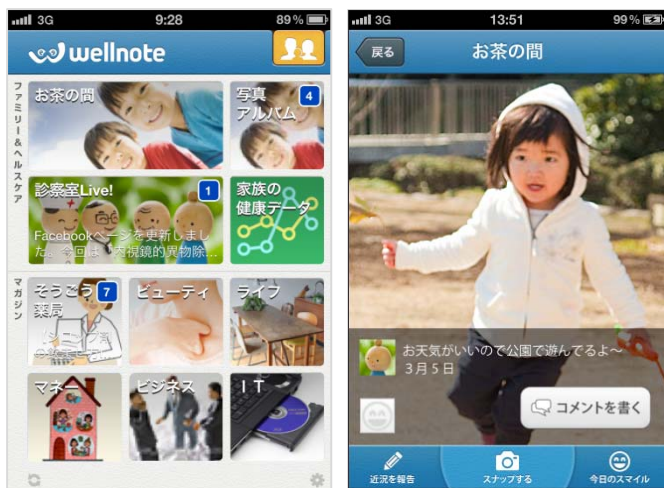 3G 9:28 89%
wellnote
ファミリー&ヘルスケア
お茶の間
写真
アルバム
4
診察室Live!
1
Facebookページを更新しまし
た。今回は「内視鏡的異物除...
家族の
健康データ
マガジン
そうごう
薬局
7
ビューティ
ライフ
マネー
ビジネス
IT
3G 13:51 99%
戻る
お茶の間
お天気がいいので公園で遊んでるよ〜
3月5日
コメントを書く
近況を報告
スナップする
今日のスマイル